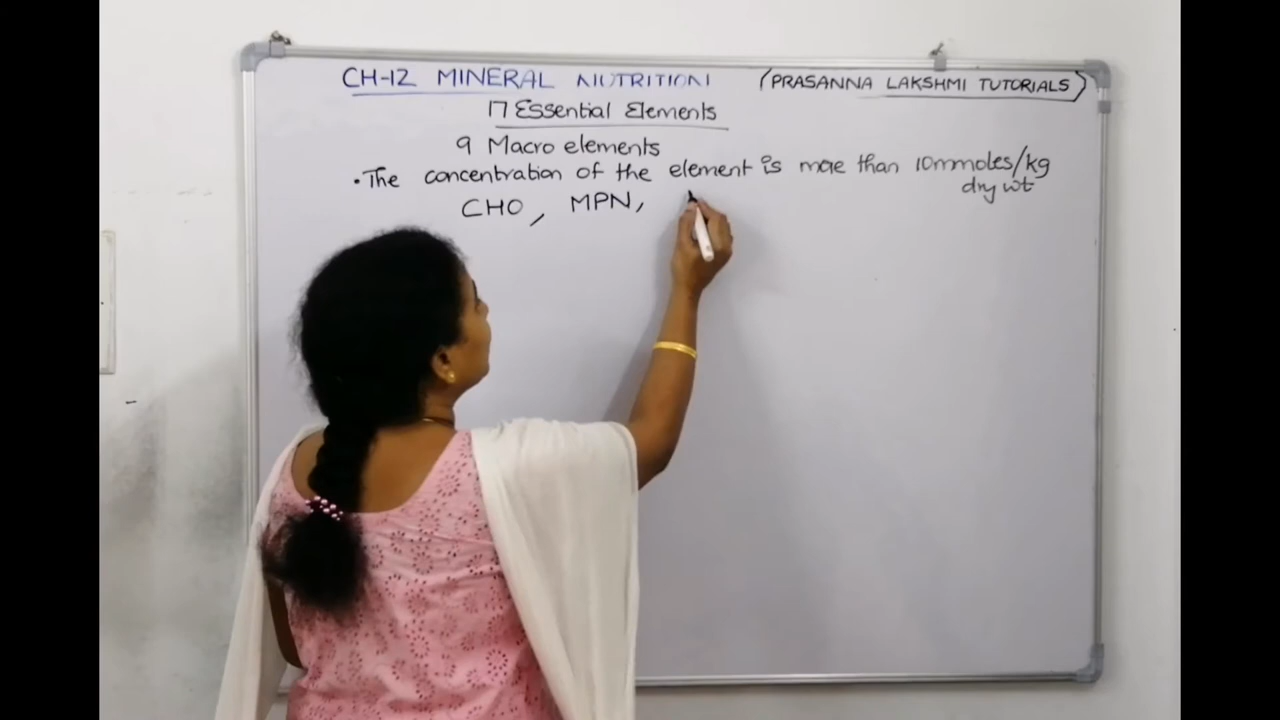 CH-12 MINERAL NUTRITION (PRASANNA LAKSHMI TUTORIALS)
17 Essential Elements
9 Macro elements
• The concentration of the element is more than 10mmoles/kg
dry wt
CHO, MPN,